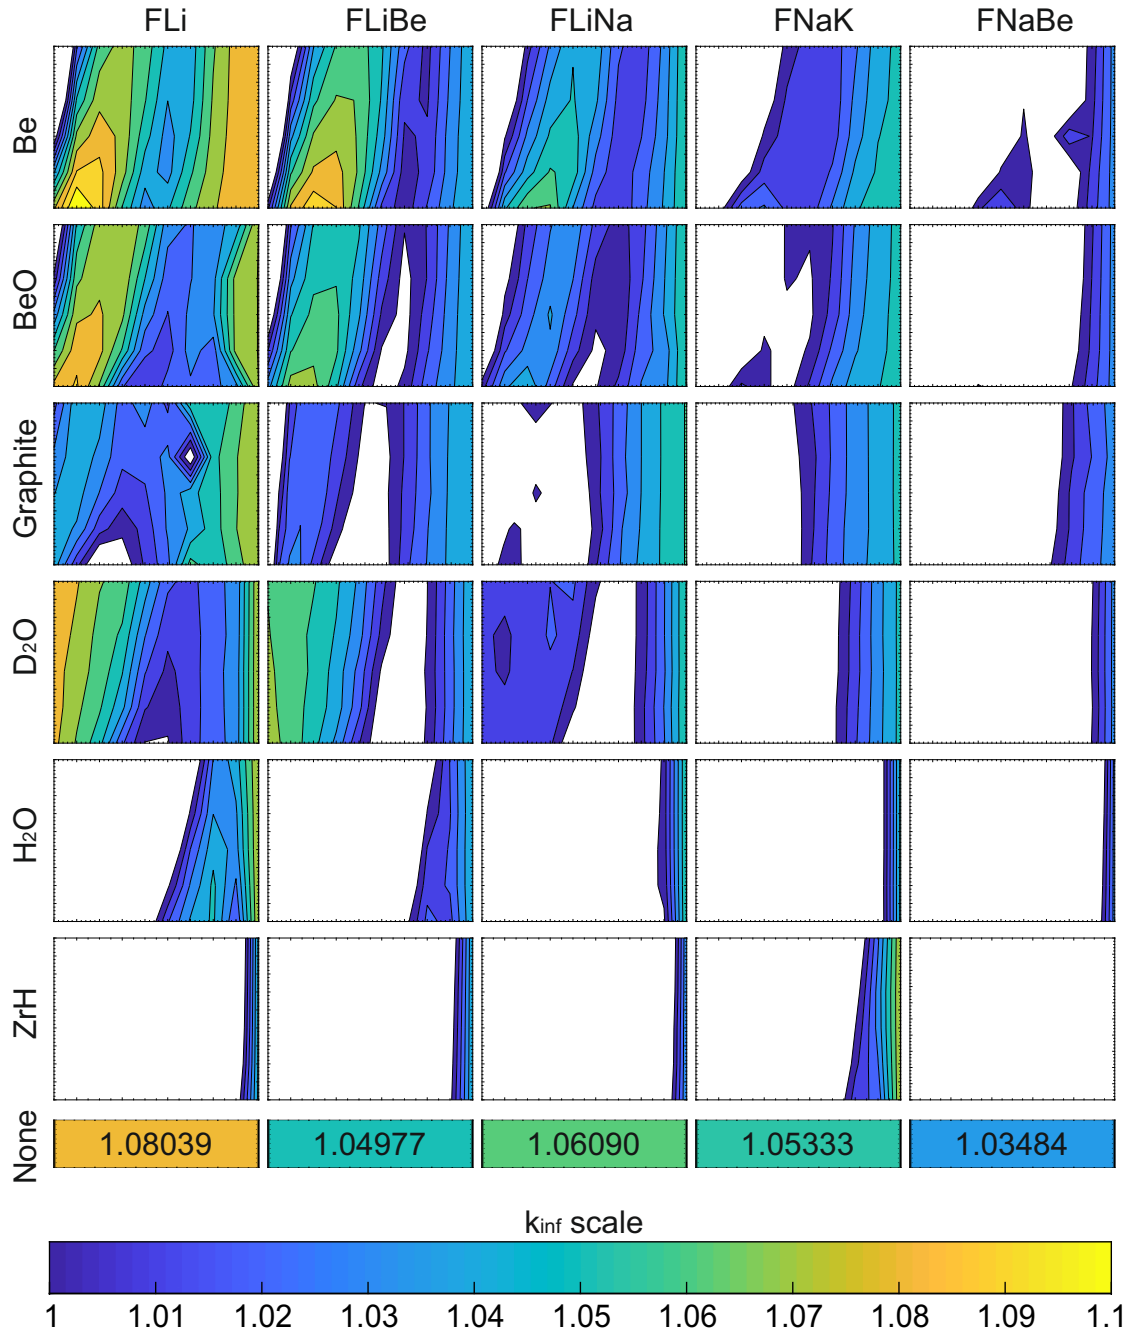 FLi FLiBe FLiNa FNaK FNaBe
Be
BeO
Graphite
D₂O
H₂O
ZrH
None 1.08039 1.04977 1.06090 1.05333 1.03484
kinf scale
1 1.01 1.02 1.03 1.04 1.05 1.06 1.07 1.08 1.09 1.1